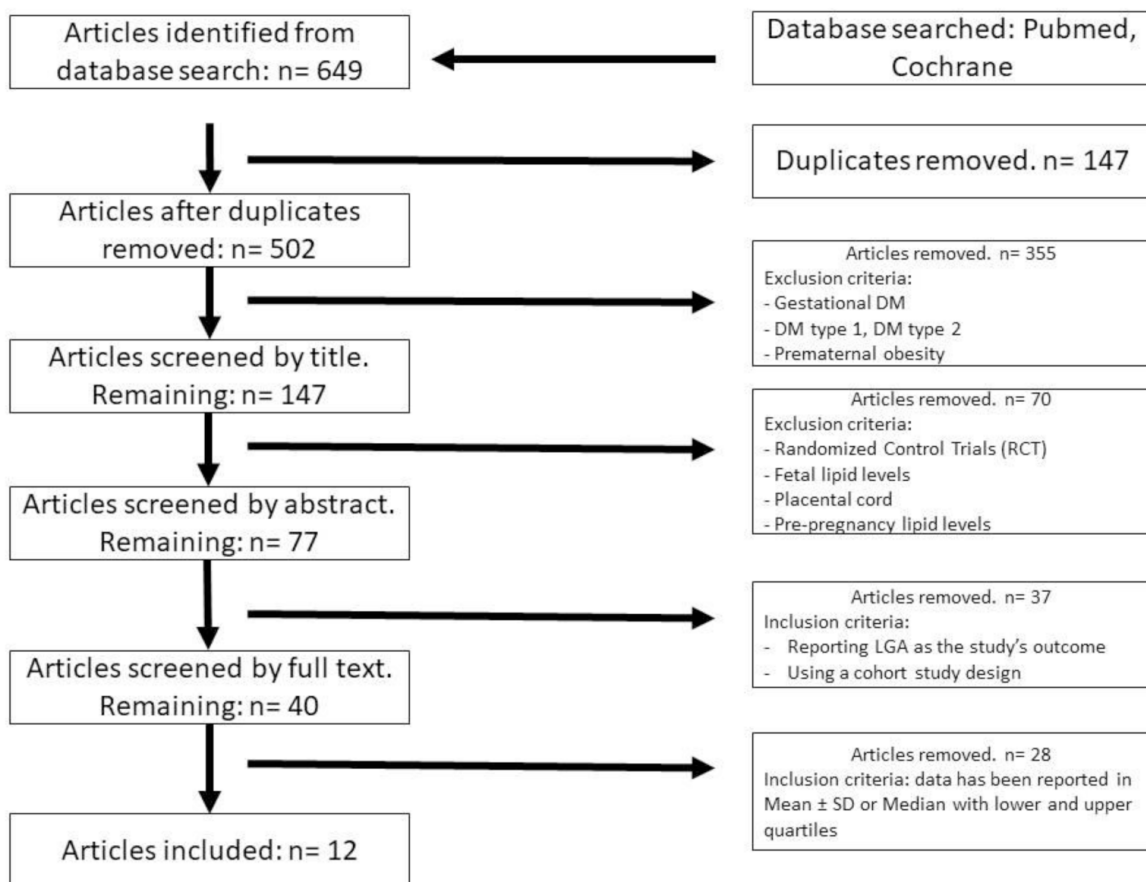 Articles identified from
database search: n= 649
Database searched: Pubmed,
Cochrane
Duplicates removed. n= 147
Articles after duplicates
removed: n= 502
Articles removed. n= 355
Exclusion criteria:
- Gestational DM
- DM type 1, DM type 2
- Prematernal obesity
Articles screened by title.
Remaining: n= 147
Articles removed. n= 70
Exclusion criteria:
- Randomized Control Trials (RCT)
- Fetal lipid levels
- Placental cord
- Pre-pregnancy lipid levels
Articles screened by abstract.
Remaining: n= 77
Articles removed. n= 37
Inclusion criteria:
- Reporting LGA as the study's outcome
- Using a cohort study design
Articles screened by full text.
Remaining: n= 40
Articles removed. n= 28
Inclusion criteria: data has been reported in
Mean ± SD or Median with lower and upper
quartiles
Articles included: n= 12